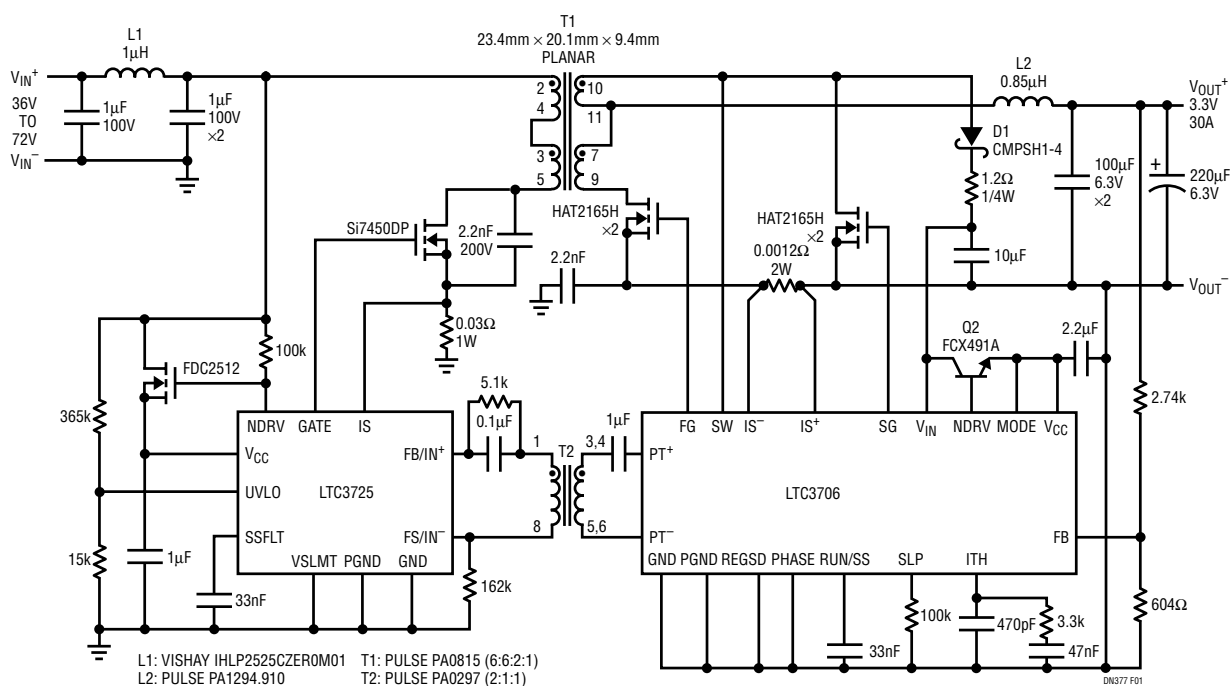 T1
23.4mm × 20.1mm × 9.4mm
PLANAR
L1
1µH
VIN+
36V
TO
72V
VIN−
1µF
100V
1µF
100V
×2
2
4
3
5
10
11
7
9
L2
0.85µH
VOUT+
3.3V
30A
D1
CMPSH1-4
1.2Ω
1/4W
100µF
6.3V
×2
+
220µF
6.3V
10µF
VOUT−
Si7450DP
2.2nF
200V
HAT2165H
×2
HAT2165H
×2
0.0012Ω
2W
2.2nF
0.03Ω
1W
Q2
FCX491A
2.2µF
100k
FDC2512
365k
15k
1µF
33nF
NDRV
GATE
IS
VCC
UVLO
LTC3725
SSFLT
VSLMT
PGND
GND
FB/IN+
FS/IN−
5.1k
0.1µF
162k
1
8
T2
3,4
5,6
1µF
FG
SW
IS−
IS+
SG
VIN
NDRV
MODE
VCC
PT+
LTC3706
PT−
FB
GND
PGND
REGSD
PHASE
RUN/SS
SLP
ITH
2.74k
604Ω
33nF
100k
470pF
3.3k
47nF
L1: VISHAY IHLP2525CZER0M01
T1: PULSE PA0815 (6:6:2:1)
L2: PULSE PA1294.910
T2: PULSE PA0297 (2:1:1)
DN377 F01